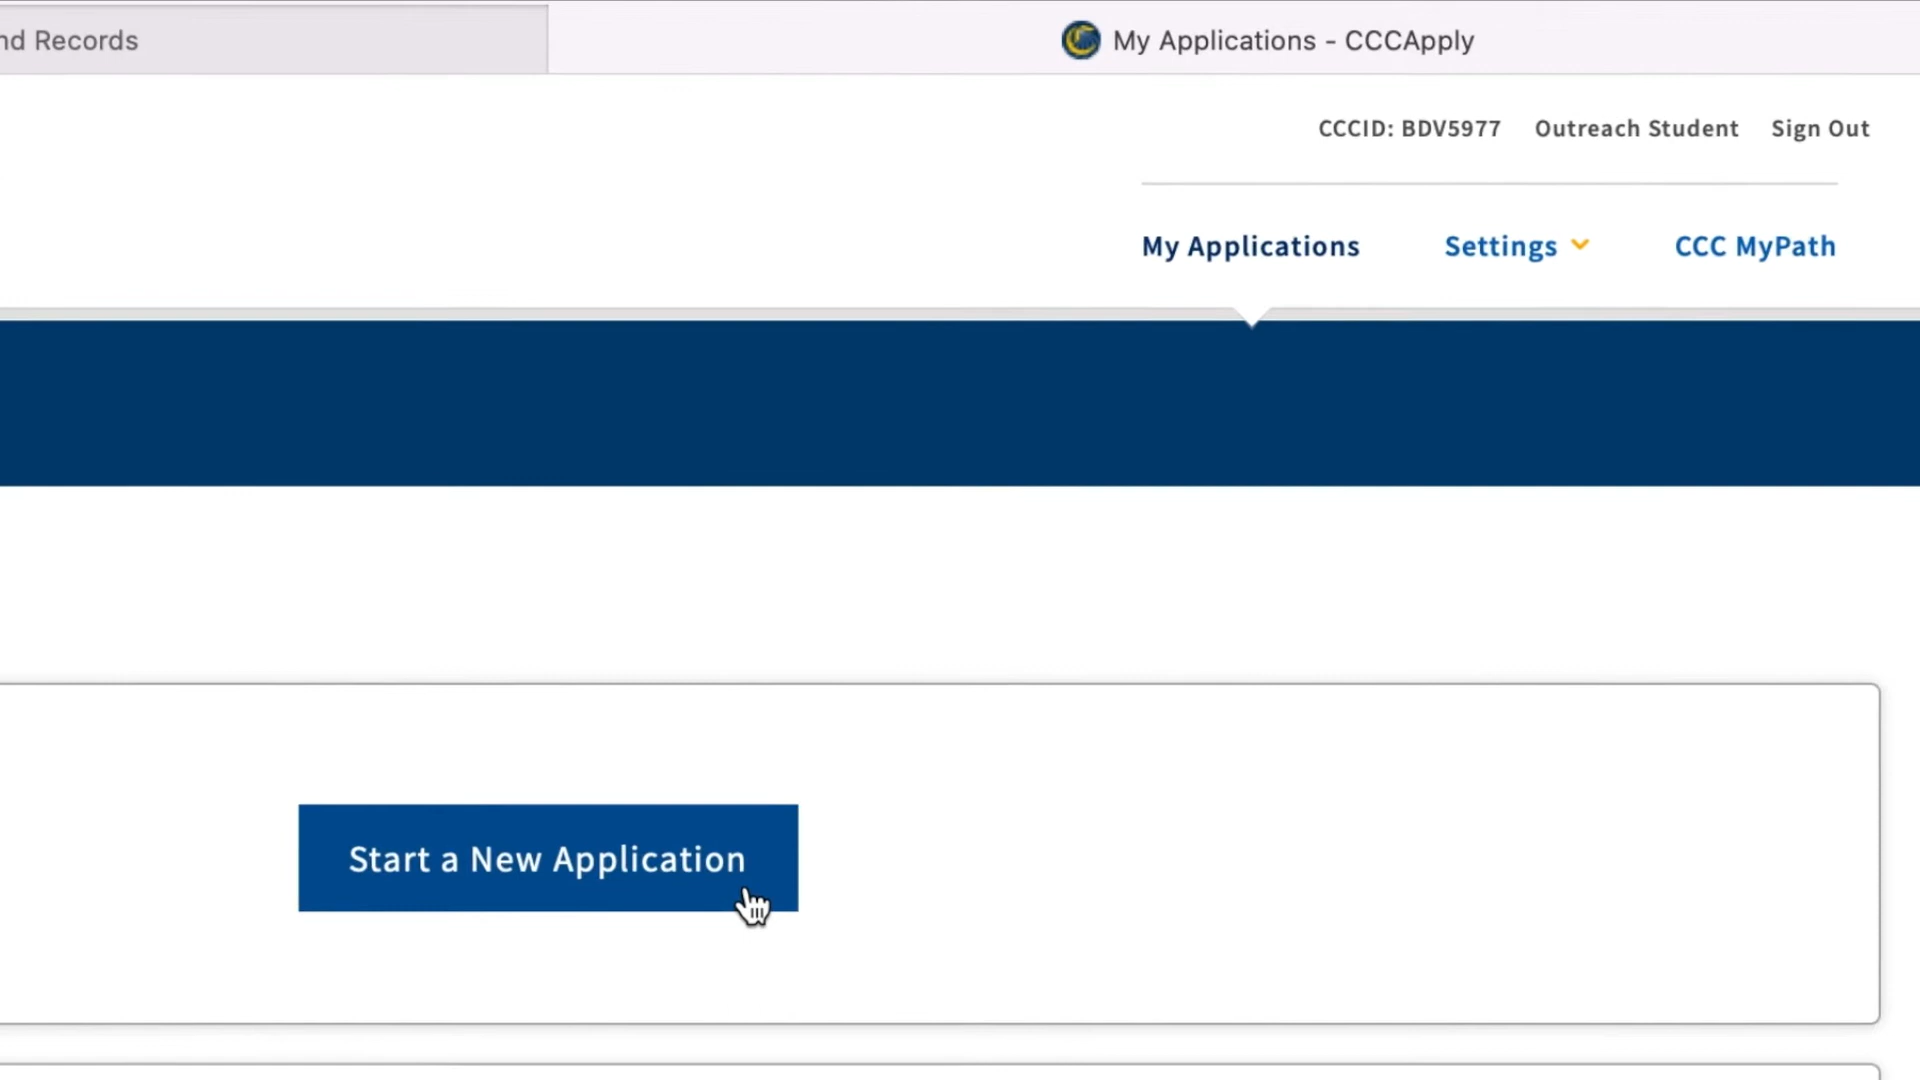 nd Records
My Applications - CCCApply
CCCID: BDV5977 Outreach Student Sign Out
My Applications Settings CCC MyPath
Start a New Application